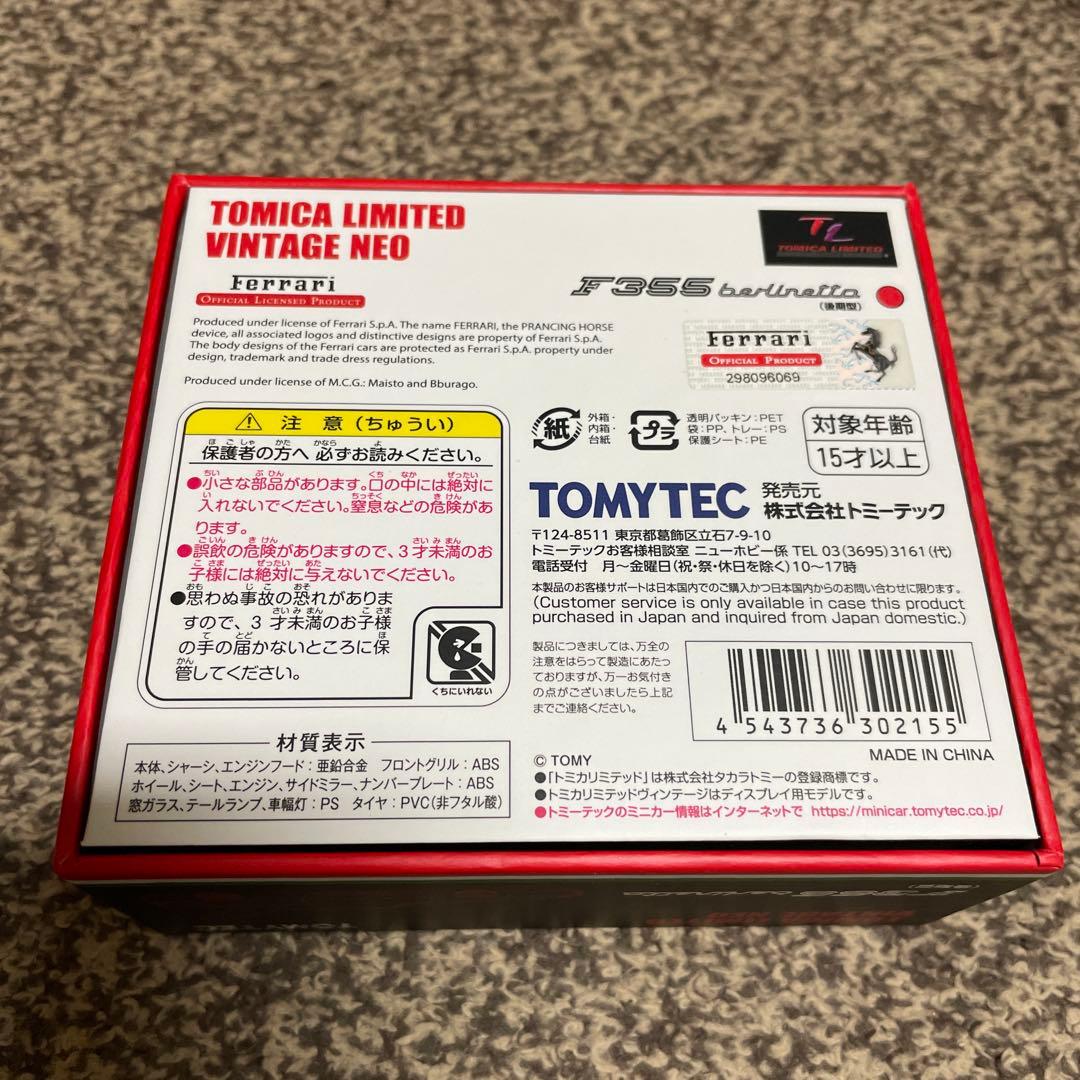 TOMICA LIMITED
VINTAGE NEO
TL
TOMICA LIMITED
Ferrari
OFFICIAL LICENSED PRODUCT
F355 berlinetta
(後期型)
Produced under license of Ferrari S.p.A. The name FERRARI, the PRANCING HORSE
device, all associated logos and distinctive designs are property of Ferrari S.p.A.
The body designs of the Ferrari cars are protected as Ferrari S.p.A. property under
design, trademark and trade dress regulations.
Produced under license of M.C.G.: Maisto and Bburago.
Ferrari
OFFICIAL PRODUCT
298096069
注 意(ちゅうい)
保護者の方へ 必ずお読みください。
●小さな部品があります。口の中には絶対に
入れないでください。窒息などの危険があ
ります。
●誤飲の危険がありますので、3才未満のお
子様には絶対に与えないでください。
●思わぬ事故の恐れがありま
すので、3才未満のお子様
の手の届かないところに保
管してください。
くちにいれない
紙
外箱・
内箱・
台紙
プラ
透明パッキン:PET
袋:PP、トレー:PS
保護シート:PE
対象年齢
15才以上
TOMYTEC
発売元
株式会社トミーテック
〒124-8511 東京都葛飾区立石7-9-10
トミーテックお客様相談室 ニューホビー係 TEL 03(3695)3161(代)
電話受付 月〜金曜日(祝・祭・休日を除く)10〜17時
本製品のお客様サポートは日本国内でのご購入かつ日本国内からのお問い合わせに限ります。
(Customer service is only available in case this product
purchased in Japan and inquired from Japan domestic.)
製品につきましては、万全の
注意をはらって製造にあたっ
ておりますが、万一お気付き
の点がございましたら上記
までご連絡ください。
4 543736 302155
MADE IN CHINA
材質表示
本体、シャーシ、エンジンフード:亜鉛合金 フロントグリル:ABS
ホイール、シート、エンジン、サイドミラー、ナンバープレート:ABS
窓ガラス、テールランプ、車幅灯:PS タイヤ:PVC(非フタル酸)
© TOMY
●「トミカリミテッド」は株式会社タカラトミーの登録商標です。
●トミカリミテッドヴィンテージはディスプレイ用モデルです。
●トミーテックのミニカー情報はインターネットで https://minicar.tomytec.co.jp/